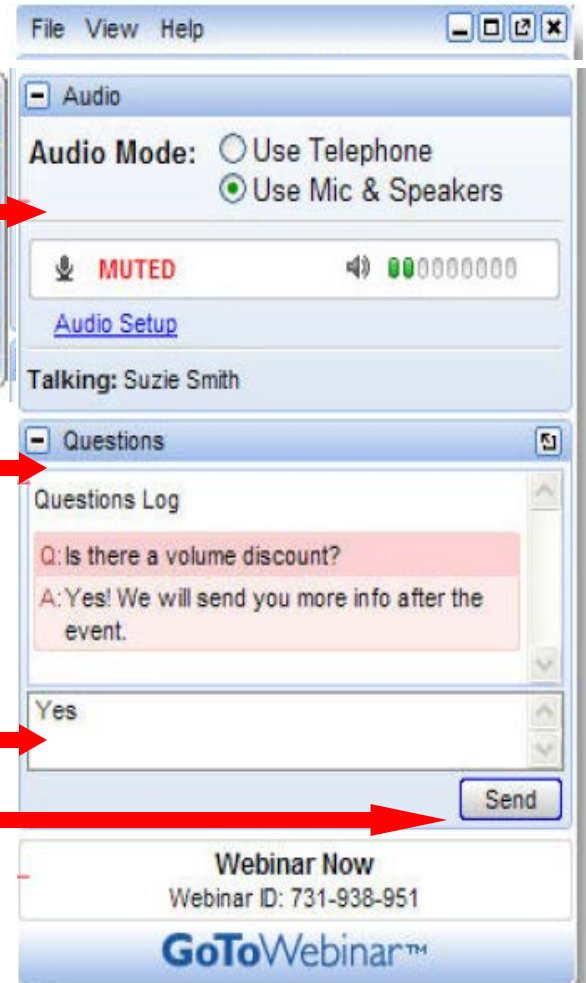 File View Help
Audio
Audio Mode: Use Telephone
Use Mic & Speakers
MUTED
Audio Setup
Talking: Suzie Smith
Questions
Questions Log
Q: Is there a volume discount?
A: Yes! We will send you more info after the
event.
Yes
Send
Webinar Now
Webinar ID: 731-938-951
GoToWebinar™